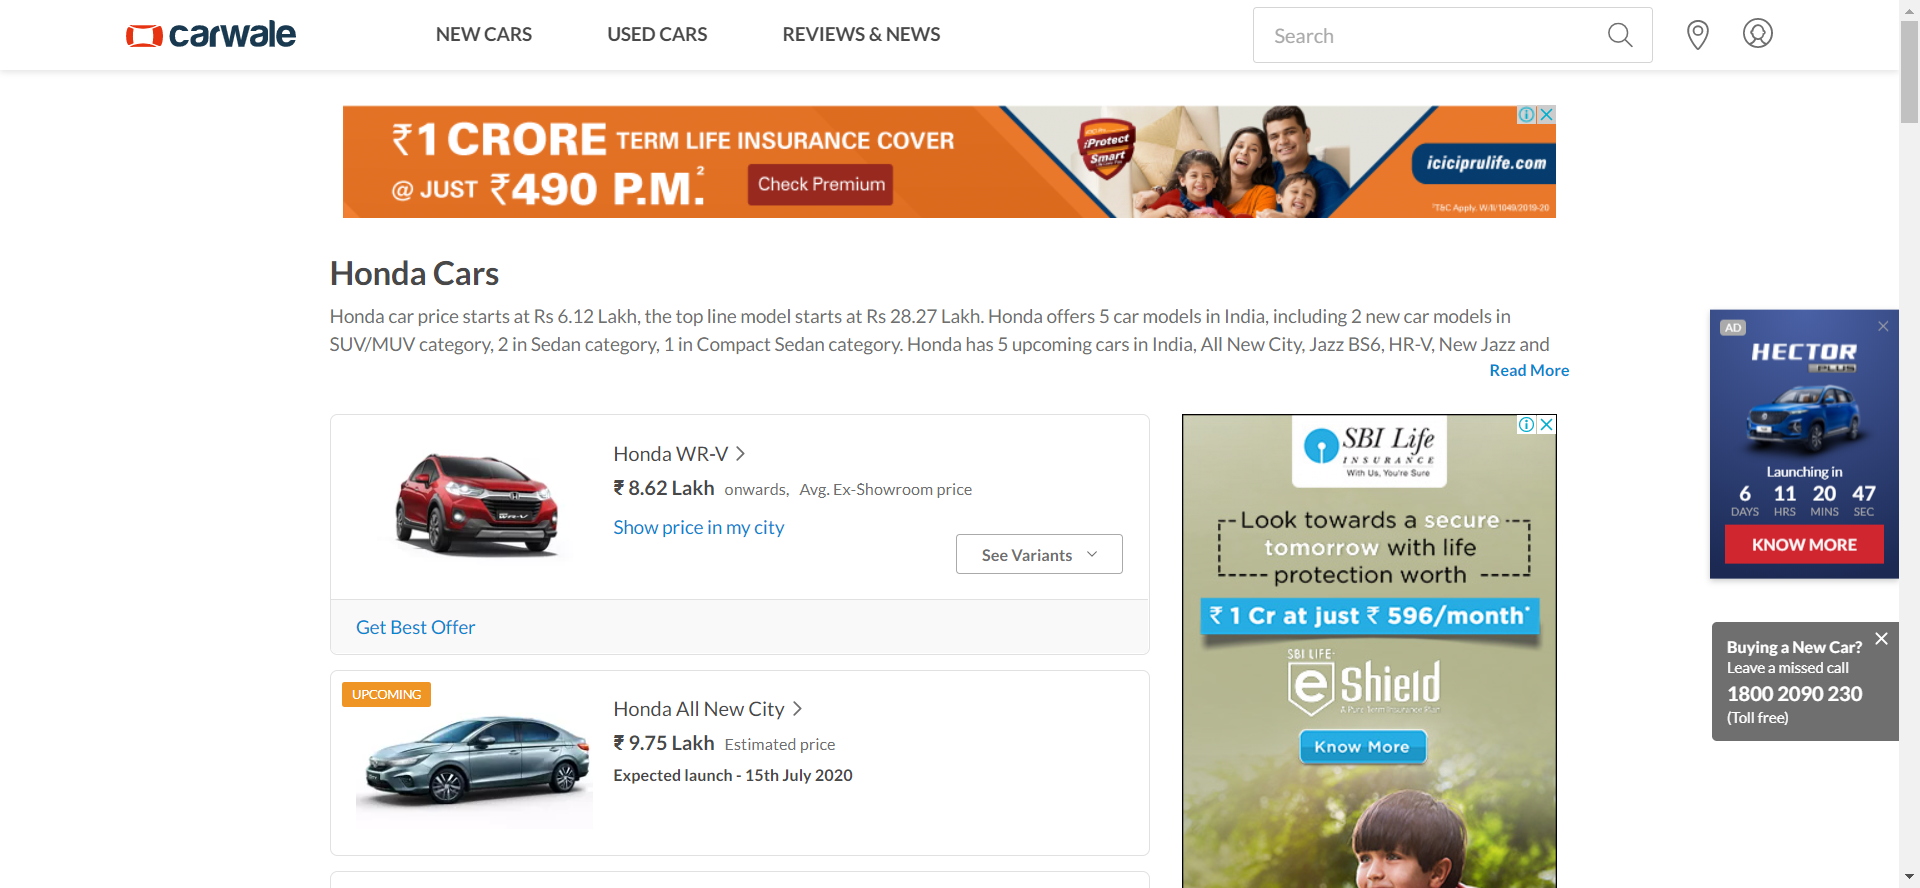 carwale
NEW CARS
USED CARS
REVIEWS & NEWS
Search
₹1 CRORE TERM LIFE INSURANCE COVER
@ JUST ₹490 P.M.²
Check Premium
iProtect
Smart
iciciprulife.com
T&C Apply. W/II/1049/2019-20
Honda Cars
Honda car price starts at Rs 6.12 Lakh, the top line model starts at Rs 28.27 Lakh. Honda offers 5 car models in India, including 2 new car models in
SUV/MUV category, 2 in Sedan category, 1 in Compact Sedan category. Honda has 5 upcoming cars in India, All New City, Jazz BS6, HR-V, New Jazz and
Read More
Honda WR-V
₹ 8.62 Lakh onwards, Avg. Ex-Showroom price
Show price in my city
See Variants
Get Best Offer
UPCOMING
Honda All New City
₹ 9.75 Lakh Estimated price
Expected launch - 15th July 2020
SBI Life
INSURANCE
With Us, You're Sure
Look towards a secure
tomorrow with life
protection worth
₹ 1 Cr at just ₹ 596/month*
SBI LIFE-
eShield
A Pure Term Insurance Plan
Know More
AD
HECTOR
PLUS
Launching in
6 11 20 47
DAYS HRS MINS SEC
KNOW MORE
Buying a New Car?
Leave a missed call
1800 2090 230
(Toll free)